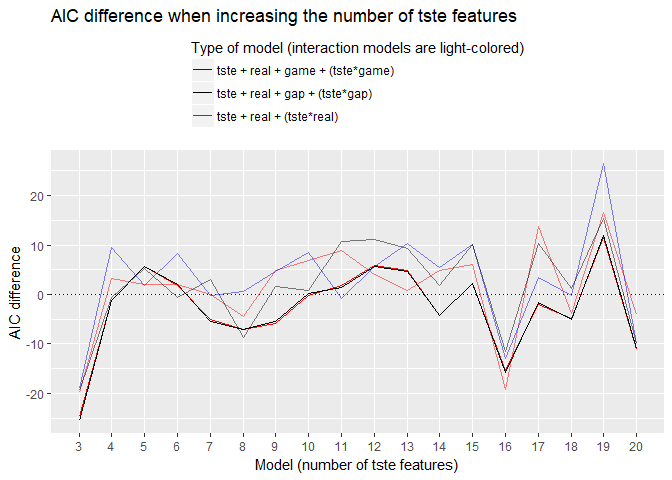 AIC difference when increasing the number of tste features
Type of model (interaction models are light-colored)
tste + real + game + (tste*game)
tste + real + gap + (tste*gap)
tste + real + (tste*real)
AIC difference
20
10
0
-10
-20
3 4 5 6 7 8 9 10 11 12 13 14 15 16 17 18 19 20
Model (number of tste features)